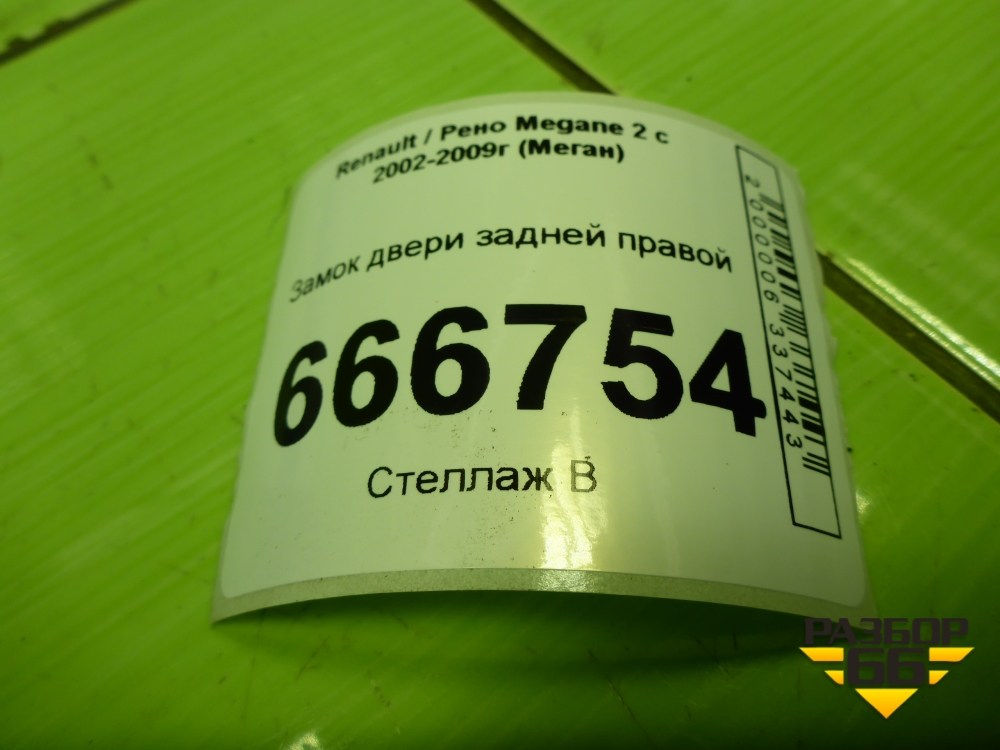 Renault / Рено Megane 2 с
2002-2009г (Меган)
Замок двери задней правой
666754
Стеллаж В
2000006337443
РАЗБОР
66